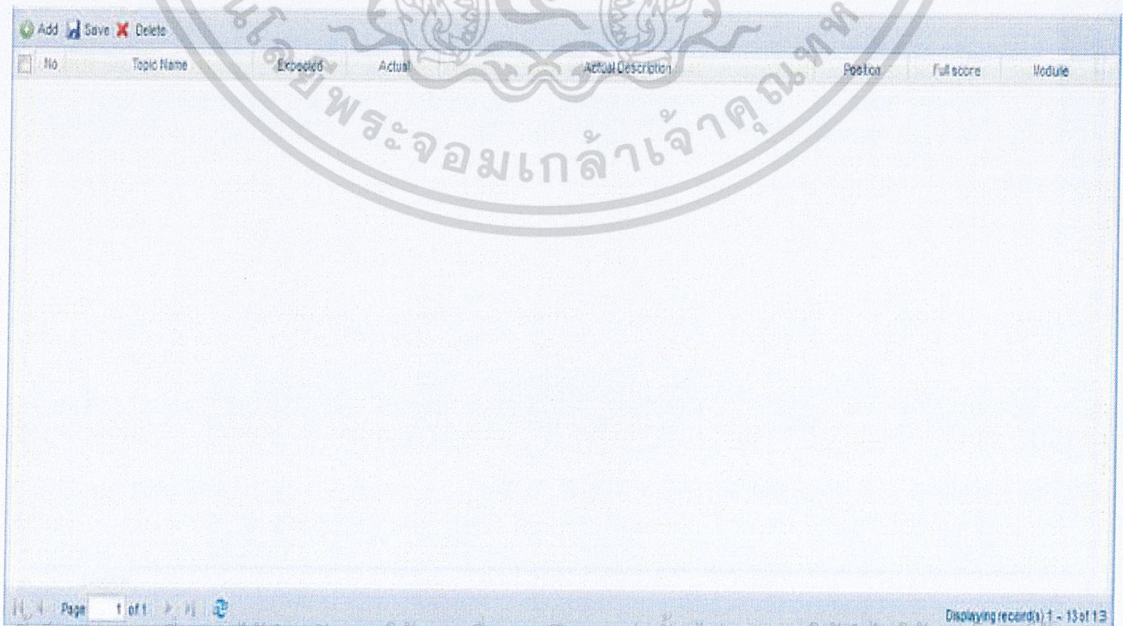 Add Save Delete
No Topic Name Expected Actual Actual Description Position Full score Module
พระจอมเกล้าเจ้าคุณทห
Page 1 of 1 Displaying record(s) 1 - 13 of 13